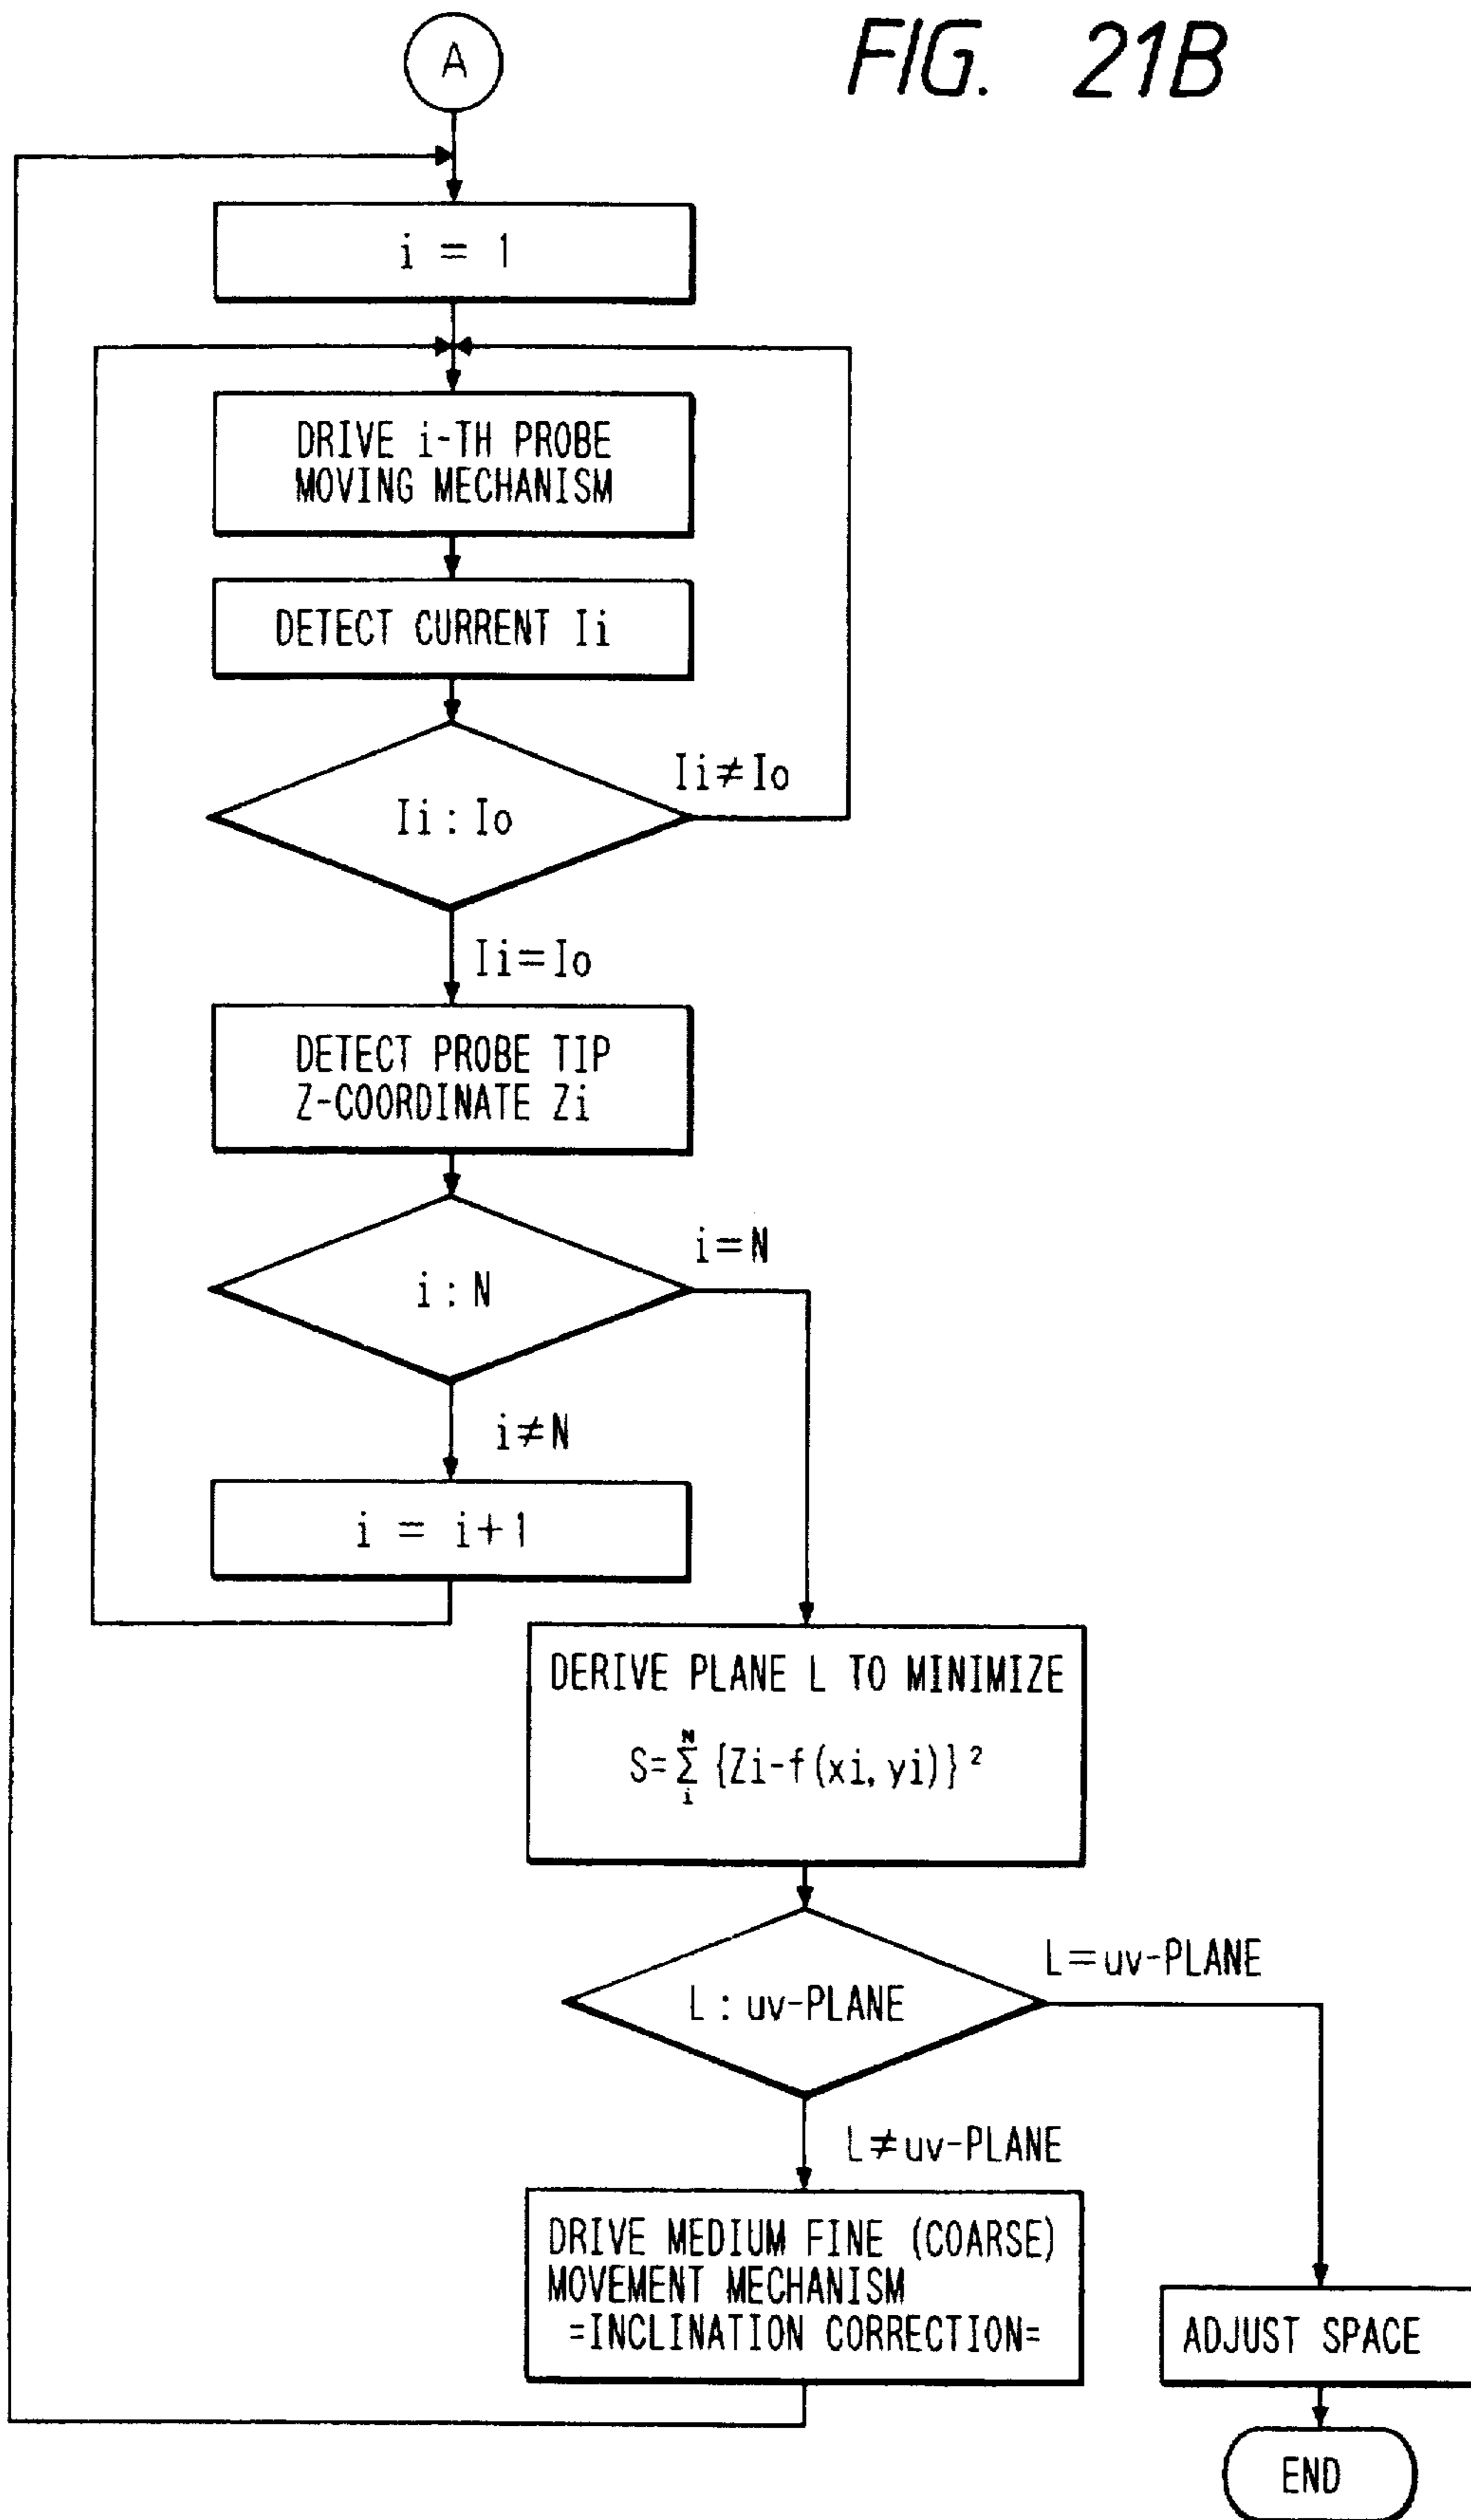 FIG. 21B
A
i = 1
DRIVE i-TH PROBE
MOVING MECHANISM
DETECT CURRENT Ii
Ii≠Io
Ii : Io
Ii=Io
DETECT PROBE TIP
Z-COORDINATE Zi
i=N
i : N
i≠N
i = i+1
DERIVE PLANE L TO MINIMIZE
S=∑ᵢᴺ {Zi-f(xi, yi)}²
L=uv-PLANE
L : uv-PLANE
L≠uv-PLANE
DRIVE MEDIUM FINE (COARSE)
MOVEMENT MECHANISM
=INCLINATION CORRECTION=
ADJUST SPACE
END